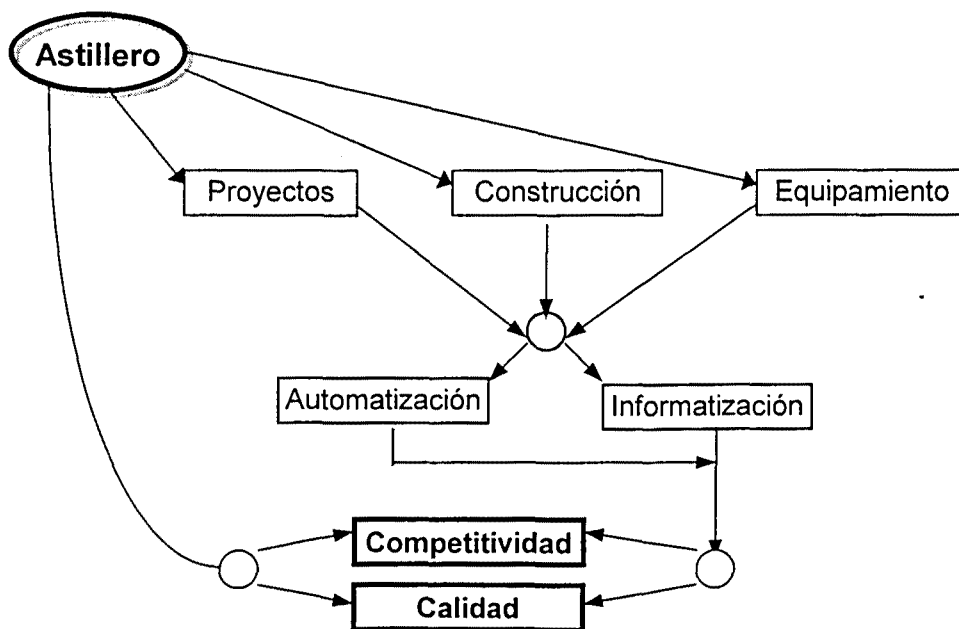 Astillero
Proyectos
Construcción
Equipamiento
Automatización
Informatización
Competitividad
Calidad